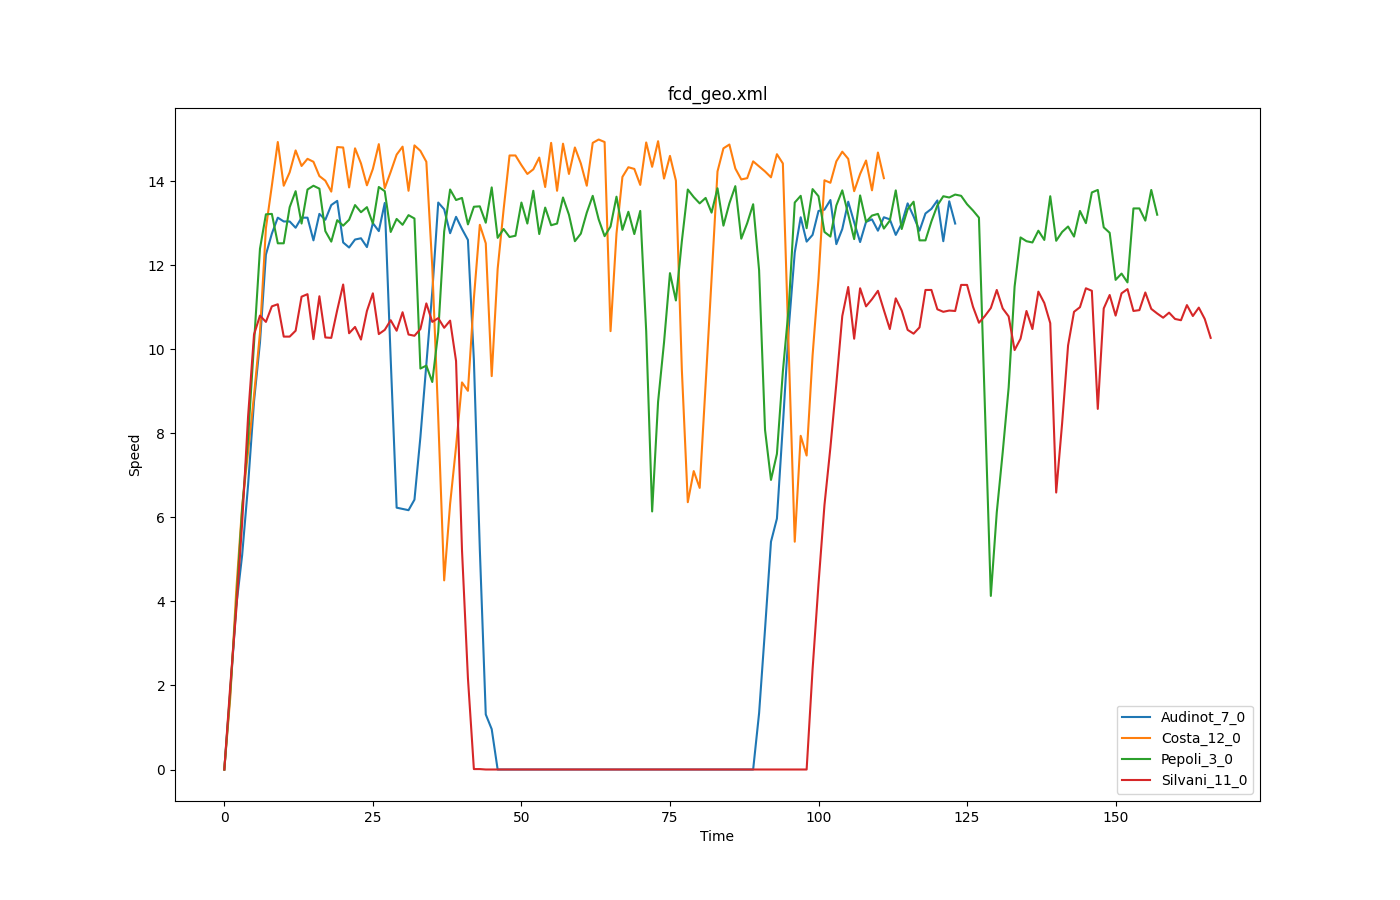 fcd_geo.xml
Speed
14
12
10
8
6
4
2
0
0 25 50 75 100 125 150
Time
Audinot_7_0
Costa_12_0
Pepoli_3_0
Silvani_11_0